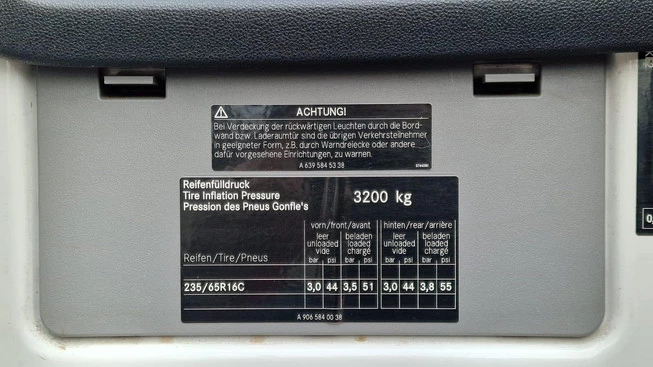 ACHTUNG!
Bei Verdeckung der rückwärtigen Leuchten durch die Bord-
wand bzw. Laderaumtür sind die übrigen Verkehrsteilnehmer
in geeigneter Form, z.B. durch Warndreiecke oder andere
dafür vorgesehene Einrichtungen, zu warnen.
A 639 584 53 38
Reifenfülldruck
Tire Inflation Pressure
Pression des Pneus Gonfle's
3200 kg
vorn/front/avant hinten/rear/arrière
leer beladen leer beladen
unloaded loaded unloaded loaded
vide chargé vide chargé
Reifen/Tire/Pneus bar psi bar psi bar psi bar psi
235/65R16C 3,0 44 3,5 51 3,0 44 3,8 55
A 906 584 00 38